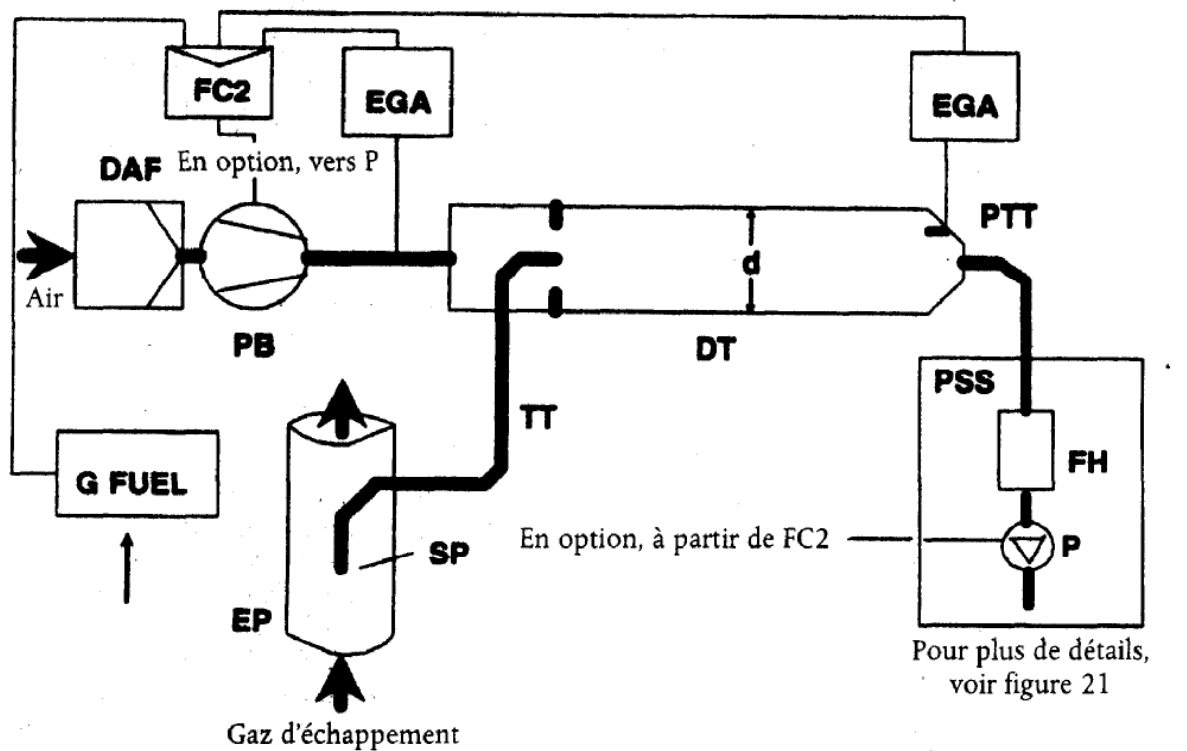 FC2
EGA
EGA
DAF
En option, vers P
PTT
Air
d
PB
DT
PSS
TT
G FUEL
FH
SP
En option, à partir de FC2
P
EP
Pour plus de détails,
voir figure 21
Gaz d'échappement